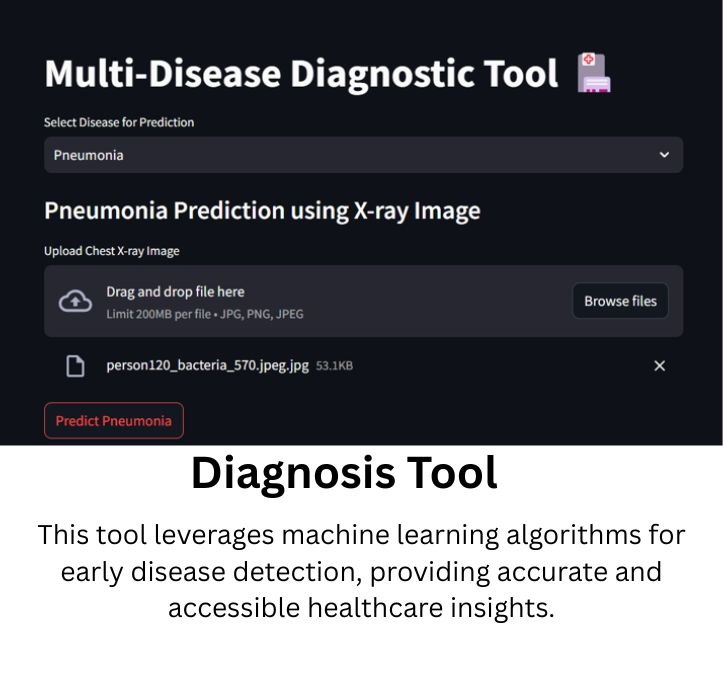 Multi-Disease Diagnostic Tool
Select Disease for Prediction
Pneumonia
Pneumonia Prediction using X-ray Image
Upload Chest X-ray Image
Drag and drop file here
Limit 200MB per file • JPG, PNG, JPEG
Browse files
person120_bacteria_570.jpeg.jpg 53.1KB
Predict Pneumonia
Diagnosis Tool
This tool leverages machine learning algorithms for
early disease detection, providing accurate and
accessible healthcare insights.